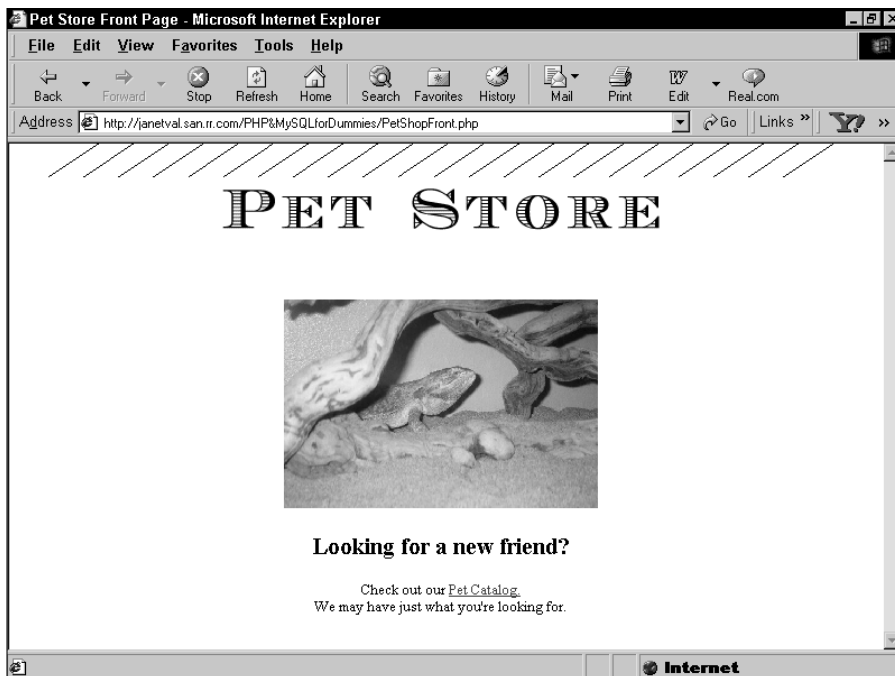 Pet Store Front Page - Microsoft Internet Explorer
File Edit View Favorites Tools Help
Back Forward Stop Refresh Home Search Favorites History Mail Print Edit Real.com
Address http://janetval.san.rr.com/PHP&MySQLforDummies/PetShopFront.php Go Links » Y? »
PET STORE
Looking for a new friend?
Check out our Pet Catalog.
We may have just what you're looking for.
Internet